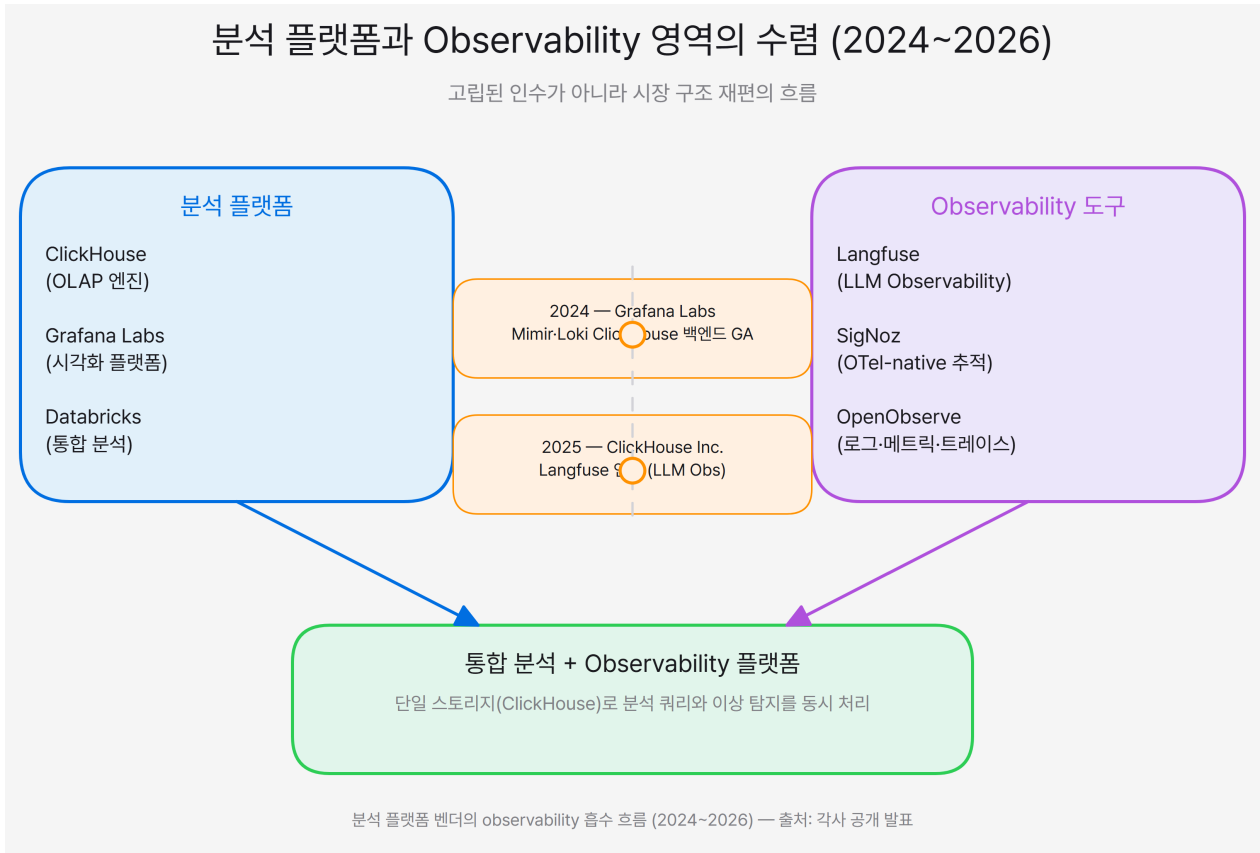 분석 플랫폼과 Observability 영역의 수렴 (2024~2026)
고립된 인수가 아니라 시장 구조 재편의 흐름
분석 플랫폼
ClickHouse
(OLAP 엔진)
Grafana Labs
(시각화 플랫폼)
Databricks
(통합 분석)
2024 — Grafana Labs
Mimir·Loki 백엔드 GA
2025 — ClickHouse Inc.
Langfuse (LLM Obs)
Observability 도구
Langfuse
(LLM Observability)
SigNoz
(OTel-native 추적)
OpenObserve
(로그·메트릭·트레이스)
통합 분석 + Observability 플랫폼
단일 스토리지(ClickHouse)로 분석 쿼리와 이상 탐지를 동시 처리
분석 플랫폼 벤더의 observability 흡수 흐름 (2024~2026) — 출처: 각사 공개 발표